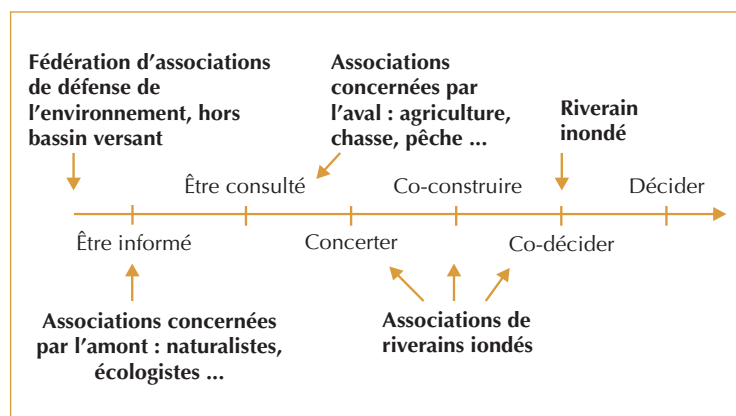 Fédération d'associations
de défense de
l'environnement, hors
bassin versant
Associations
concernées par
l'aval : agriculture,
chasse, pêche ...
Riverain
inondé
Être consulté
Co-construire
Décider
Être informé
Concerter
Co-décider
Associations concernées
par l'amont : naturalistes,
écologistes ...
Associations de
riverains iondés